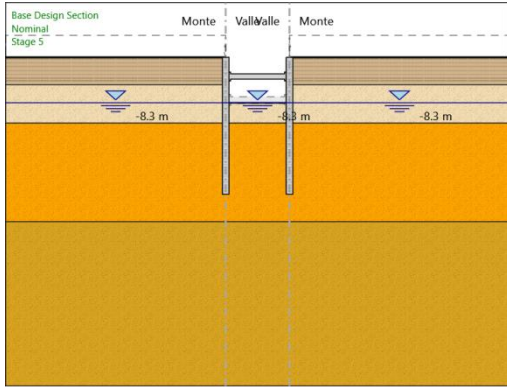 Base Design Section
Nominal
Stage 5
Monte Valle Valle Monte
-8.3 m -8.3 m -8.3 m